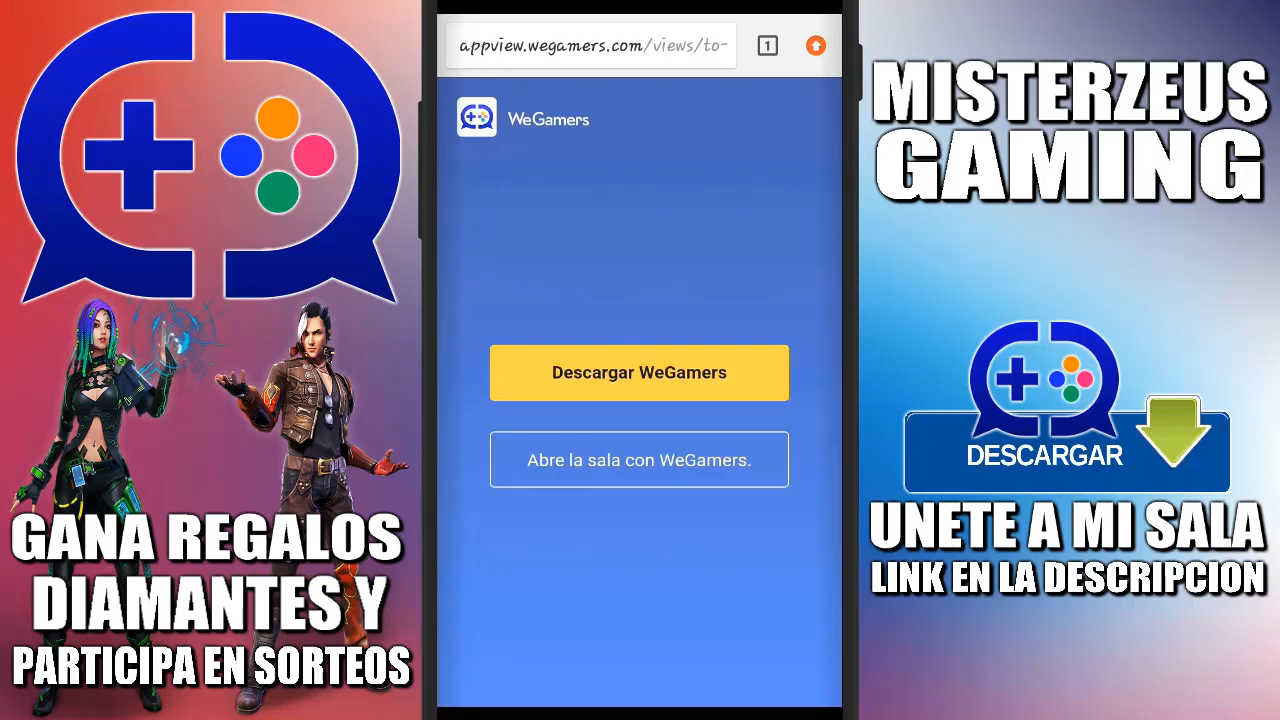 GANA REGALOS
DIAMANTES Y
PARTICIPA EN SORTEOS
appview.wegamers.com/views/to-
1
WeGamers
Descargar WeGamers
Abre la sala con WeGamers.
MISTERZEUS
GAMING
DESCARGAR
UNETE A MI SALA
LINK EN LA DESCRIPCION